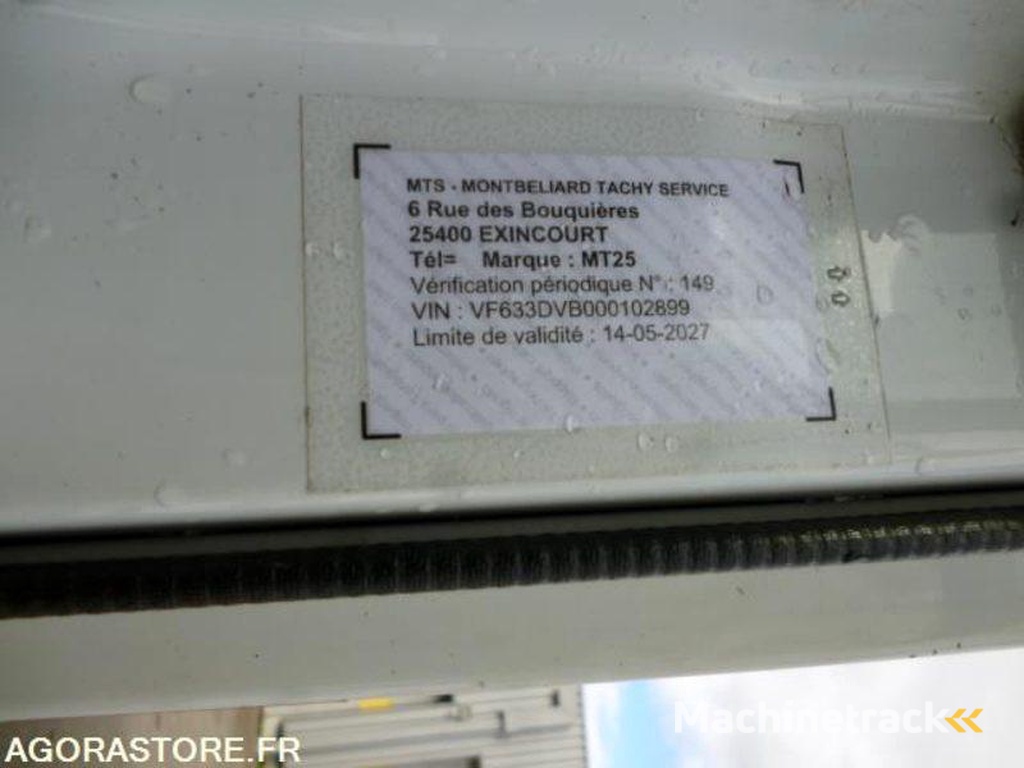 MTS - MONTBELIARD TACHY SERVICE
6 Rue des Bouquières
25400 EXINCOURT
Tél= Marque : MT25
Vérification périodique N° : 149
VIN : VF633DVB000102899
Limite de validité : 14-05-2027
Machinetrack
AGORASTORE.FR